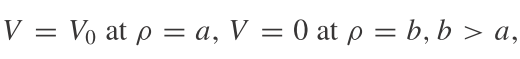 V = V₀ at ρ = a, V = 0 at ρ = b, b > a,